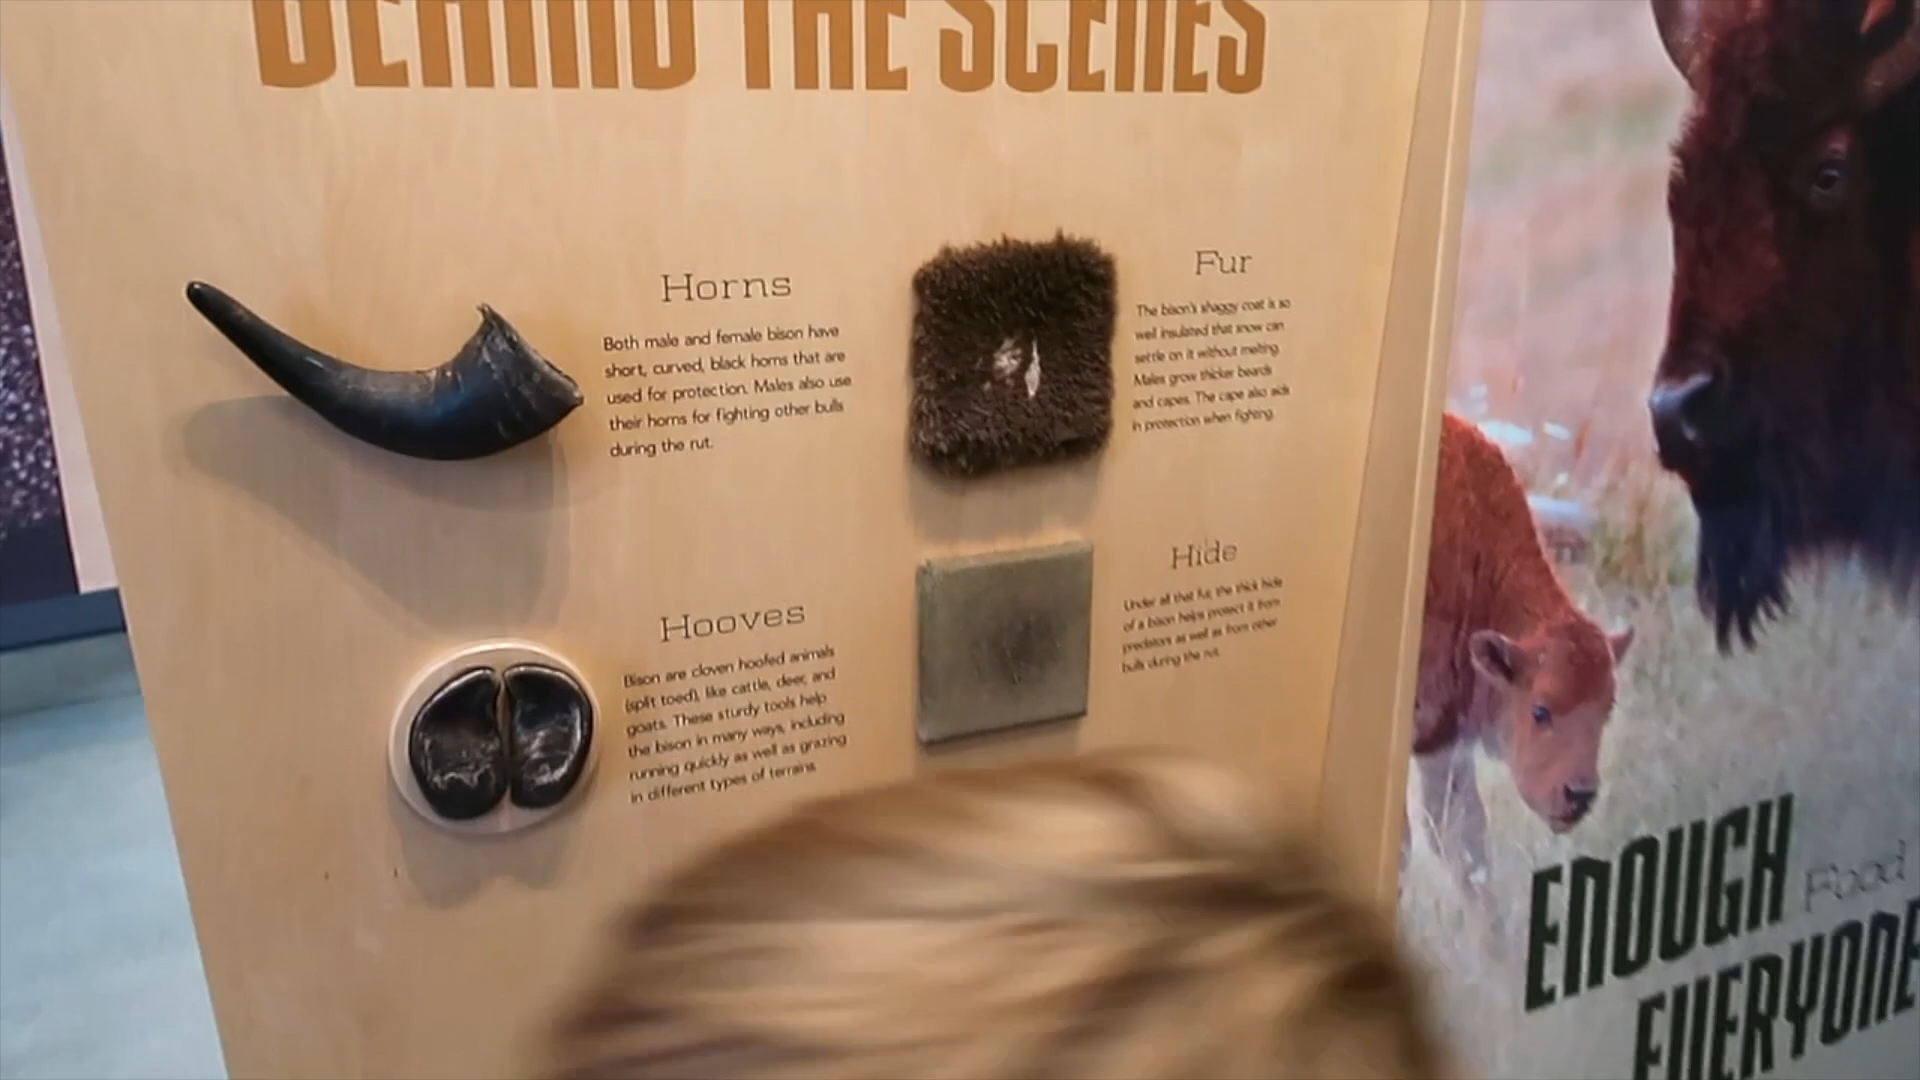 BEHIND THE SCENES
Horns
Both male and female bison have
short, curved, black horns that are
used for protection. Males also use
their horns for fighting other bulls
during the rut.
Fur
The bison's shaggy coat is so
well insulated that snow can
settle on it without melting.
Males grow thicker beards
and capes. The cape also aids
in protection when fighting.
Hooves
Bison are cloven hoofed animals
(split toed), like cattle, deer, and
goats. These sturdy tools help
the bison in many ways, including
running quickly as well as grazing
in different types of terrains.
Hide
Under all that fur, the thick hide
of a bison helps protect it from
predators as well as from other
bulls during the rut.
ENOUGH Food
EVERYONE